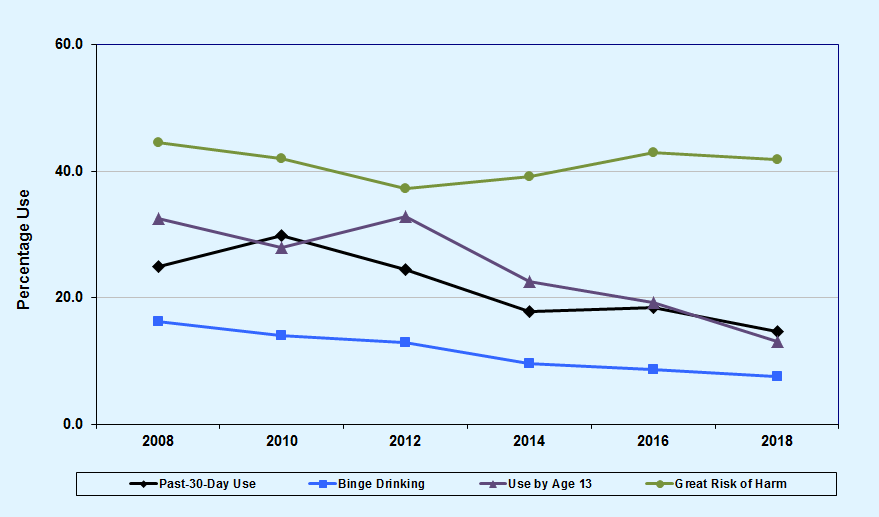 60.0
40.0
20.0
0.0
Percentage Use
2008 2010 2012 2014 2016 2018
Past-30-Day Use Binge Drinking Use by Age 13 Great Risk of Harm